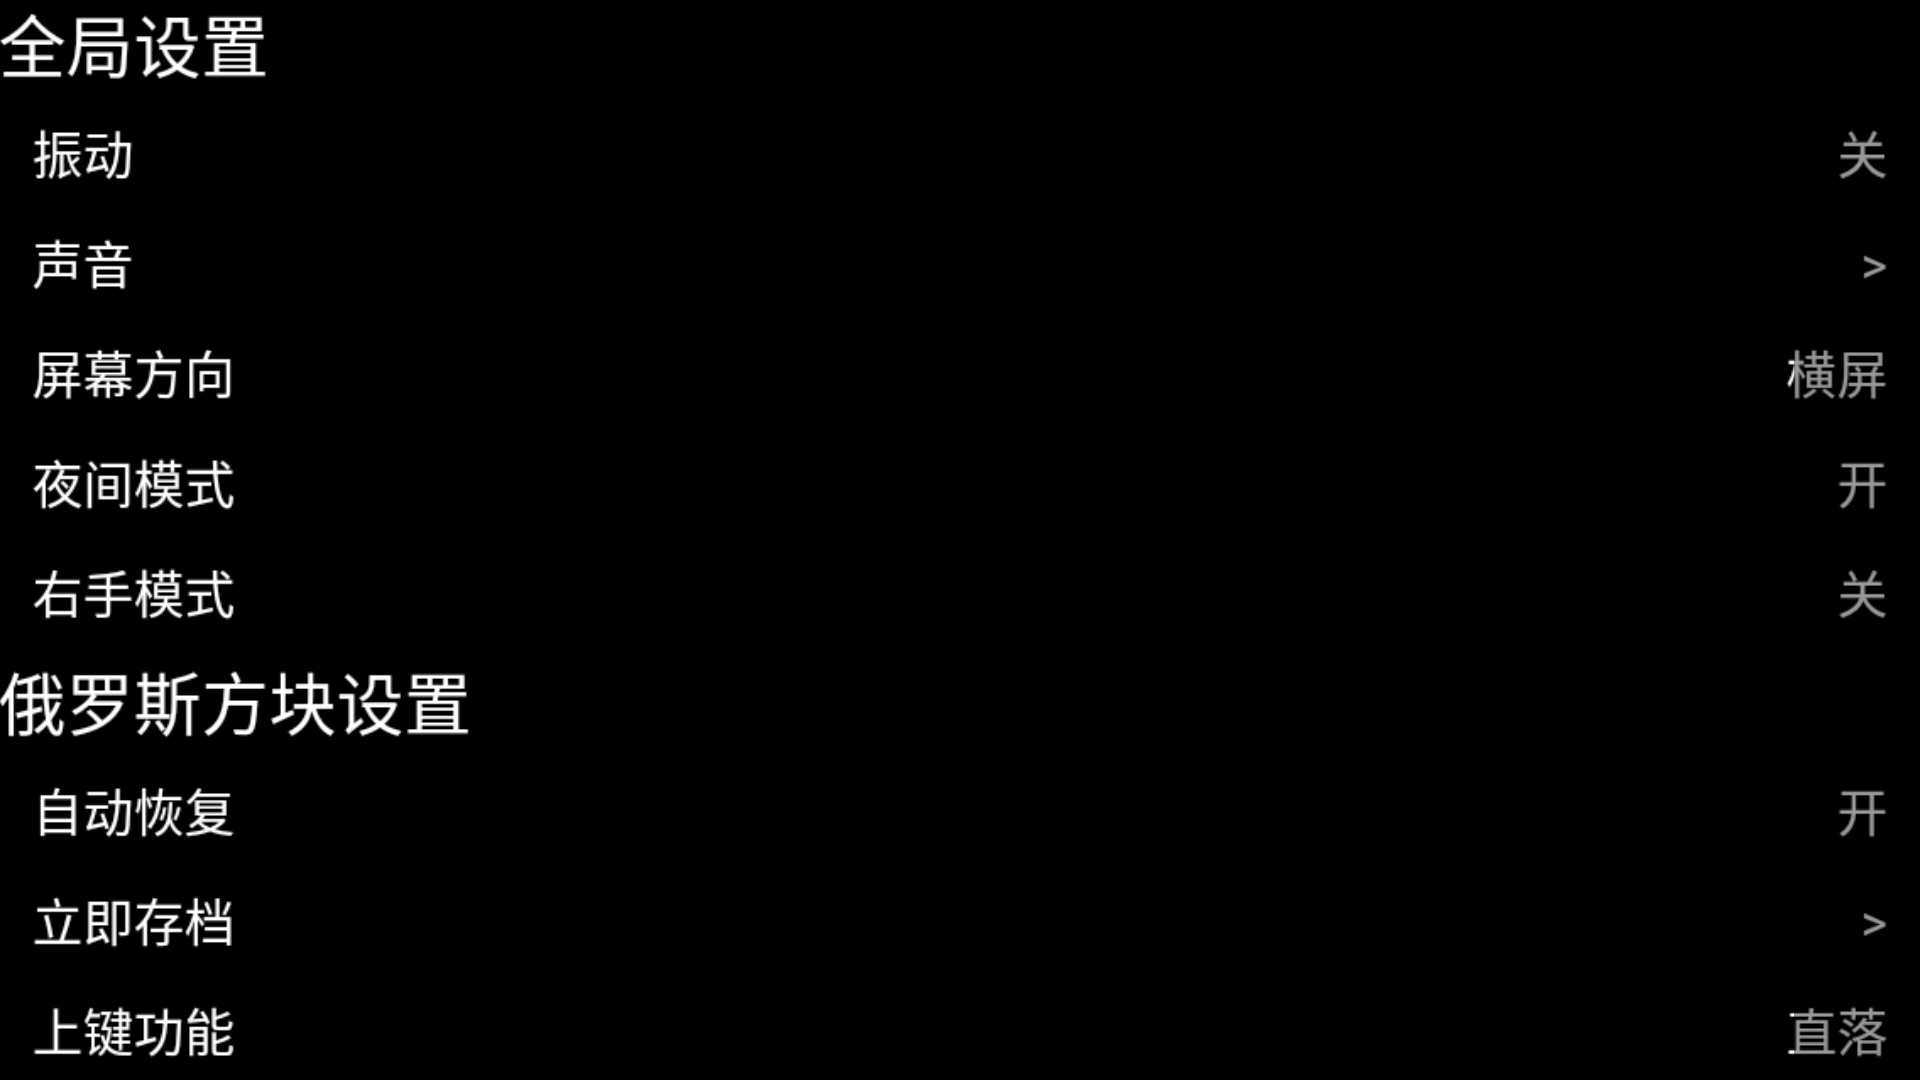 全局设置
振动 关
声音 >
屏幕方向 横屏
夜间模式 开
右手模式 关
俄罗斯方块设置
自动恢复 开
立即存档 >
上键功能 直落